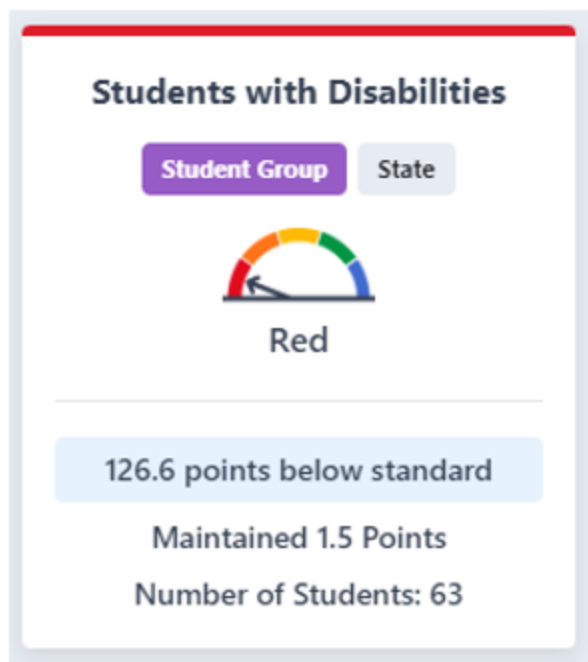 Students with Disabilities
Student Group State
Red
126.6 points below standard
Maintained 1.5 Points
Number of Students: 63